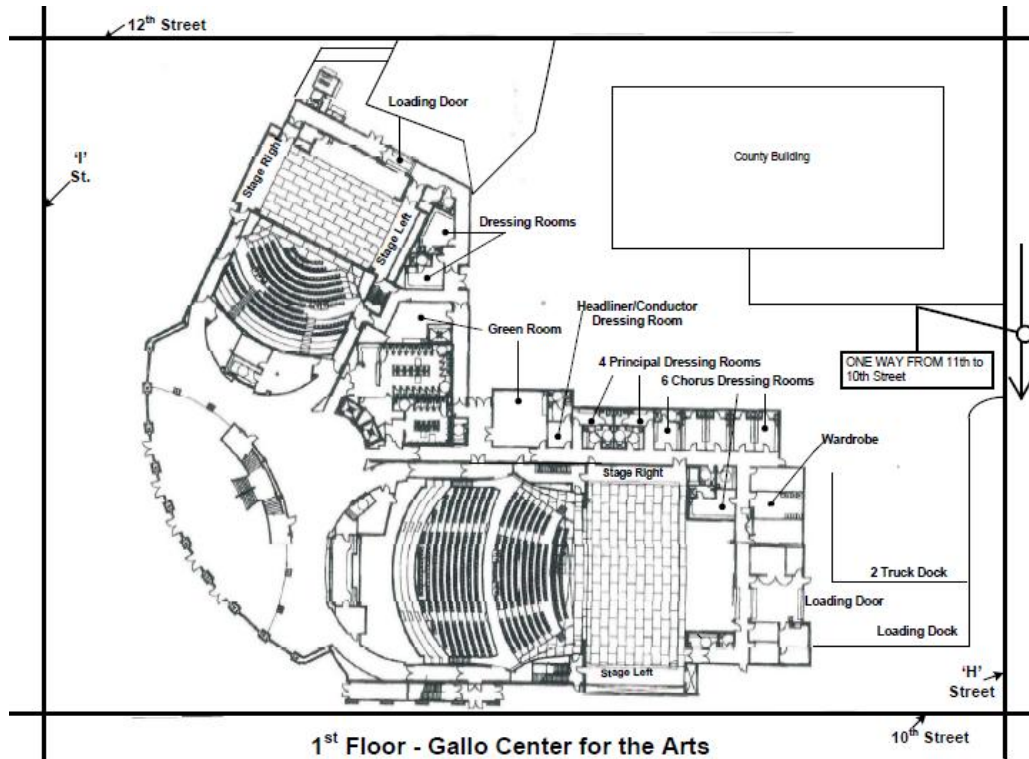 12th Street
Loading Door
'I'
St.
Stage Right
Stage Left
County Building
Dressing Rooms
Headliner/Conductor
Dressing Room
Green Room
4 Principal Dressing Rooms
6 Chorus Dressing Rooms
ONE WAY FROM 11th to
10th Street
Wardrobe
Stage Right
2 Truck Dock
Loading Door
Loading Dock
Stage Left
'H'
Street
10th Street
1st Floor - Gallo Center for the Arts